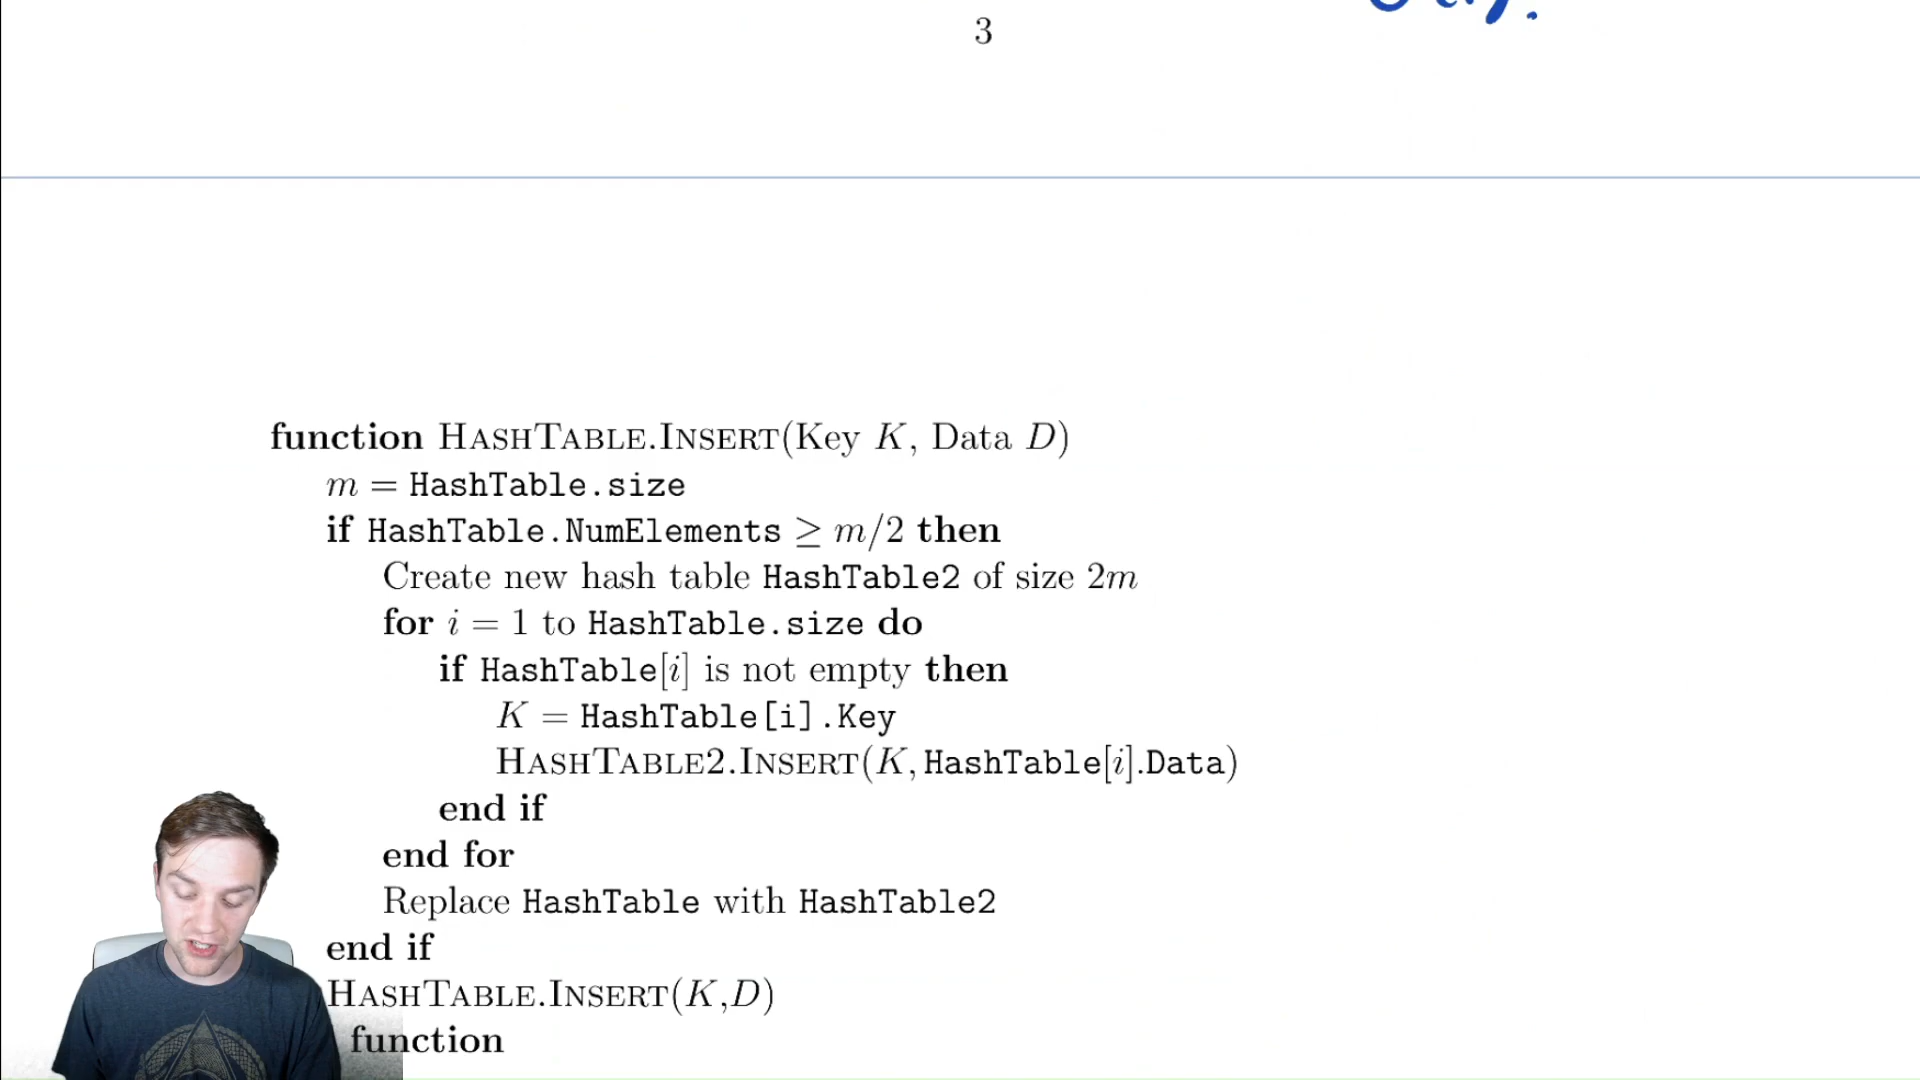 3
function HASHTABLE.INSERT(Key K, Data D)
m = HashTable.size
if HashTable.NumElements ≥ m/2 then
Create new hash table HashTable2 of size 2m
for i = 1 to HashTable.size do
if HashTable[i] is not empty then
K = HashTable[i].Key
HASHTABLE2.INSERT(K, HashTable[i].Data)
end if
end for
Replace HashTable with HashTable2
end if
HASHTABLE.INSERT(K,D)
function